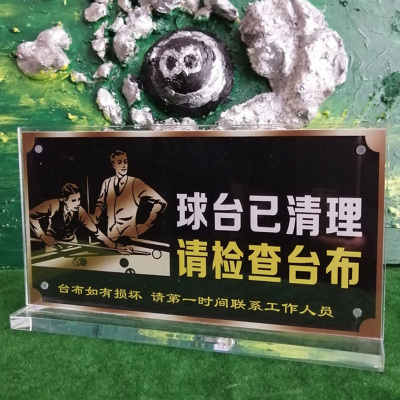 球台已清理
请检查台布
台布如有损坏 请第一时间联系工作人员